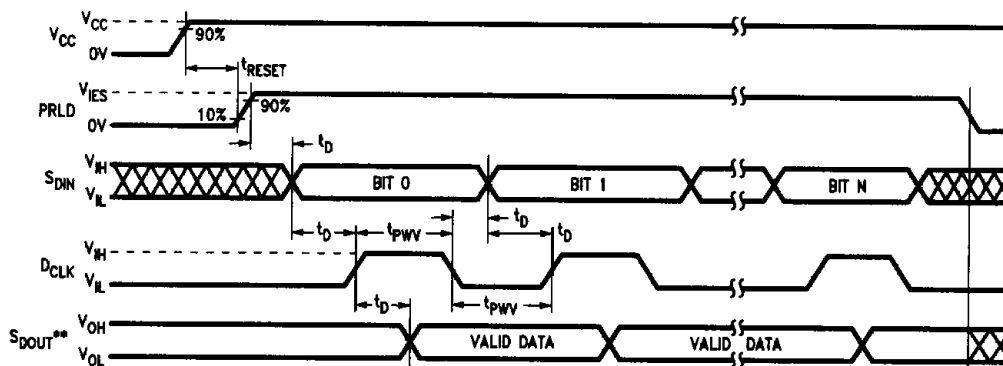 VCC
VCC
90%
0V
tRESET
VIES
PRLD
10%
90%
0V
tD
VIH
SDIN
BIT 0
BIT 1
BIT N
VIL
tD
tPWV
tD
VIH
DCLK
VIL
tD
tPWV
VOH
SDOUT**
VALID DATA
VALID DATA
VOL